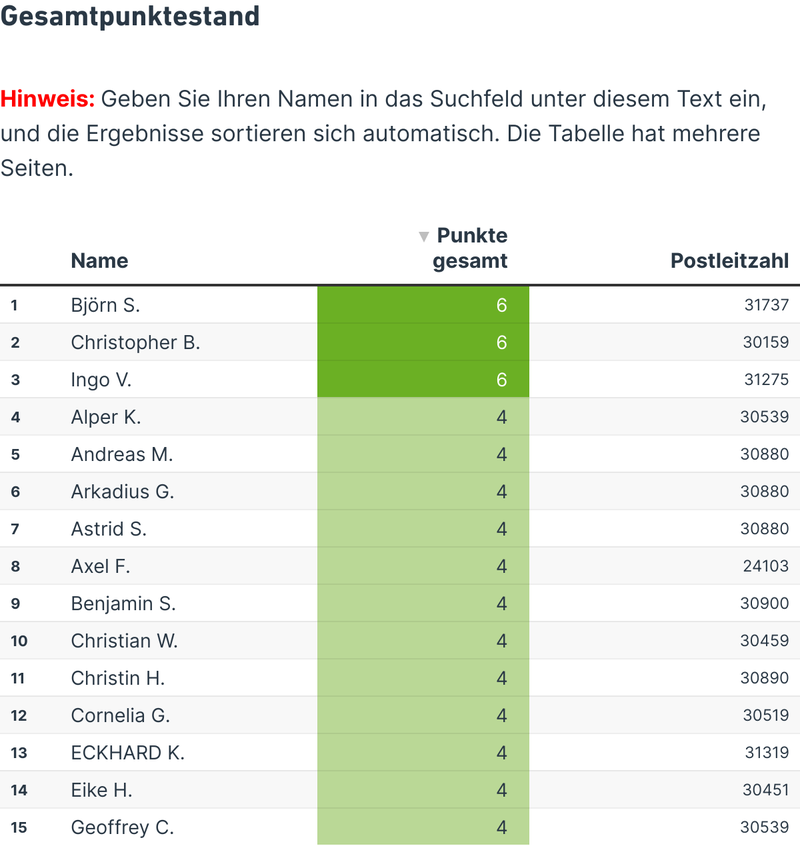 Gesamtpunktestand
Hinweis: Geben Sie Ihren Namen in das Suchfeld unter diesem Text ein,
und die Ergebnisse sortieren sich automatisch. Die Tabelle hat mehrere
Seiten.
Name ▼ Punkte gesamt Postleitzahl
1 Björn S. 6 31737
2 Christopher B. 6 30159
3 Ingo V. 6 31275
4 Alper K. 4 30539
5 Andreas M. 4 30880
6 Arkadius G. 4 30880
7 Astrid S. 4 30880
8 Axel F. 4 24103
9 Benjamin S. 4 30900
10 Christian W. 4 30459
11 Christin H. 4 30890
12 Cornelia G. 4 30519
13 ECKHARD K. 4 31319
14 Eike H. 4 30451
15 Geoffrey C. 4 30539